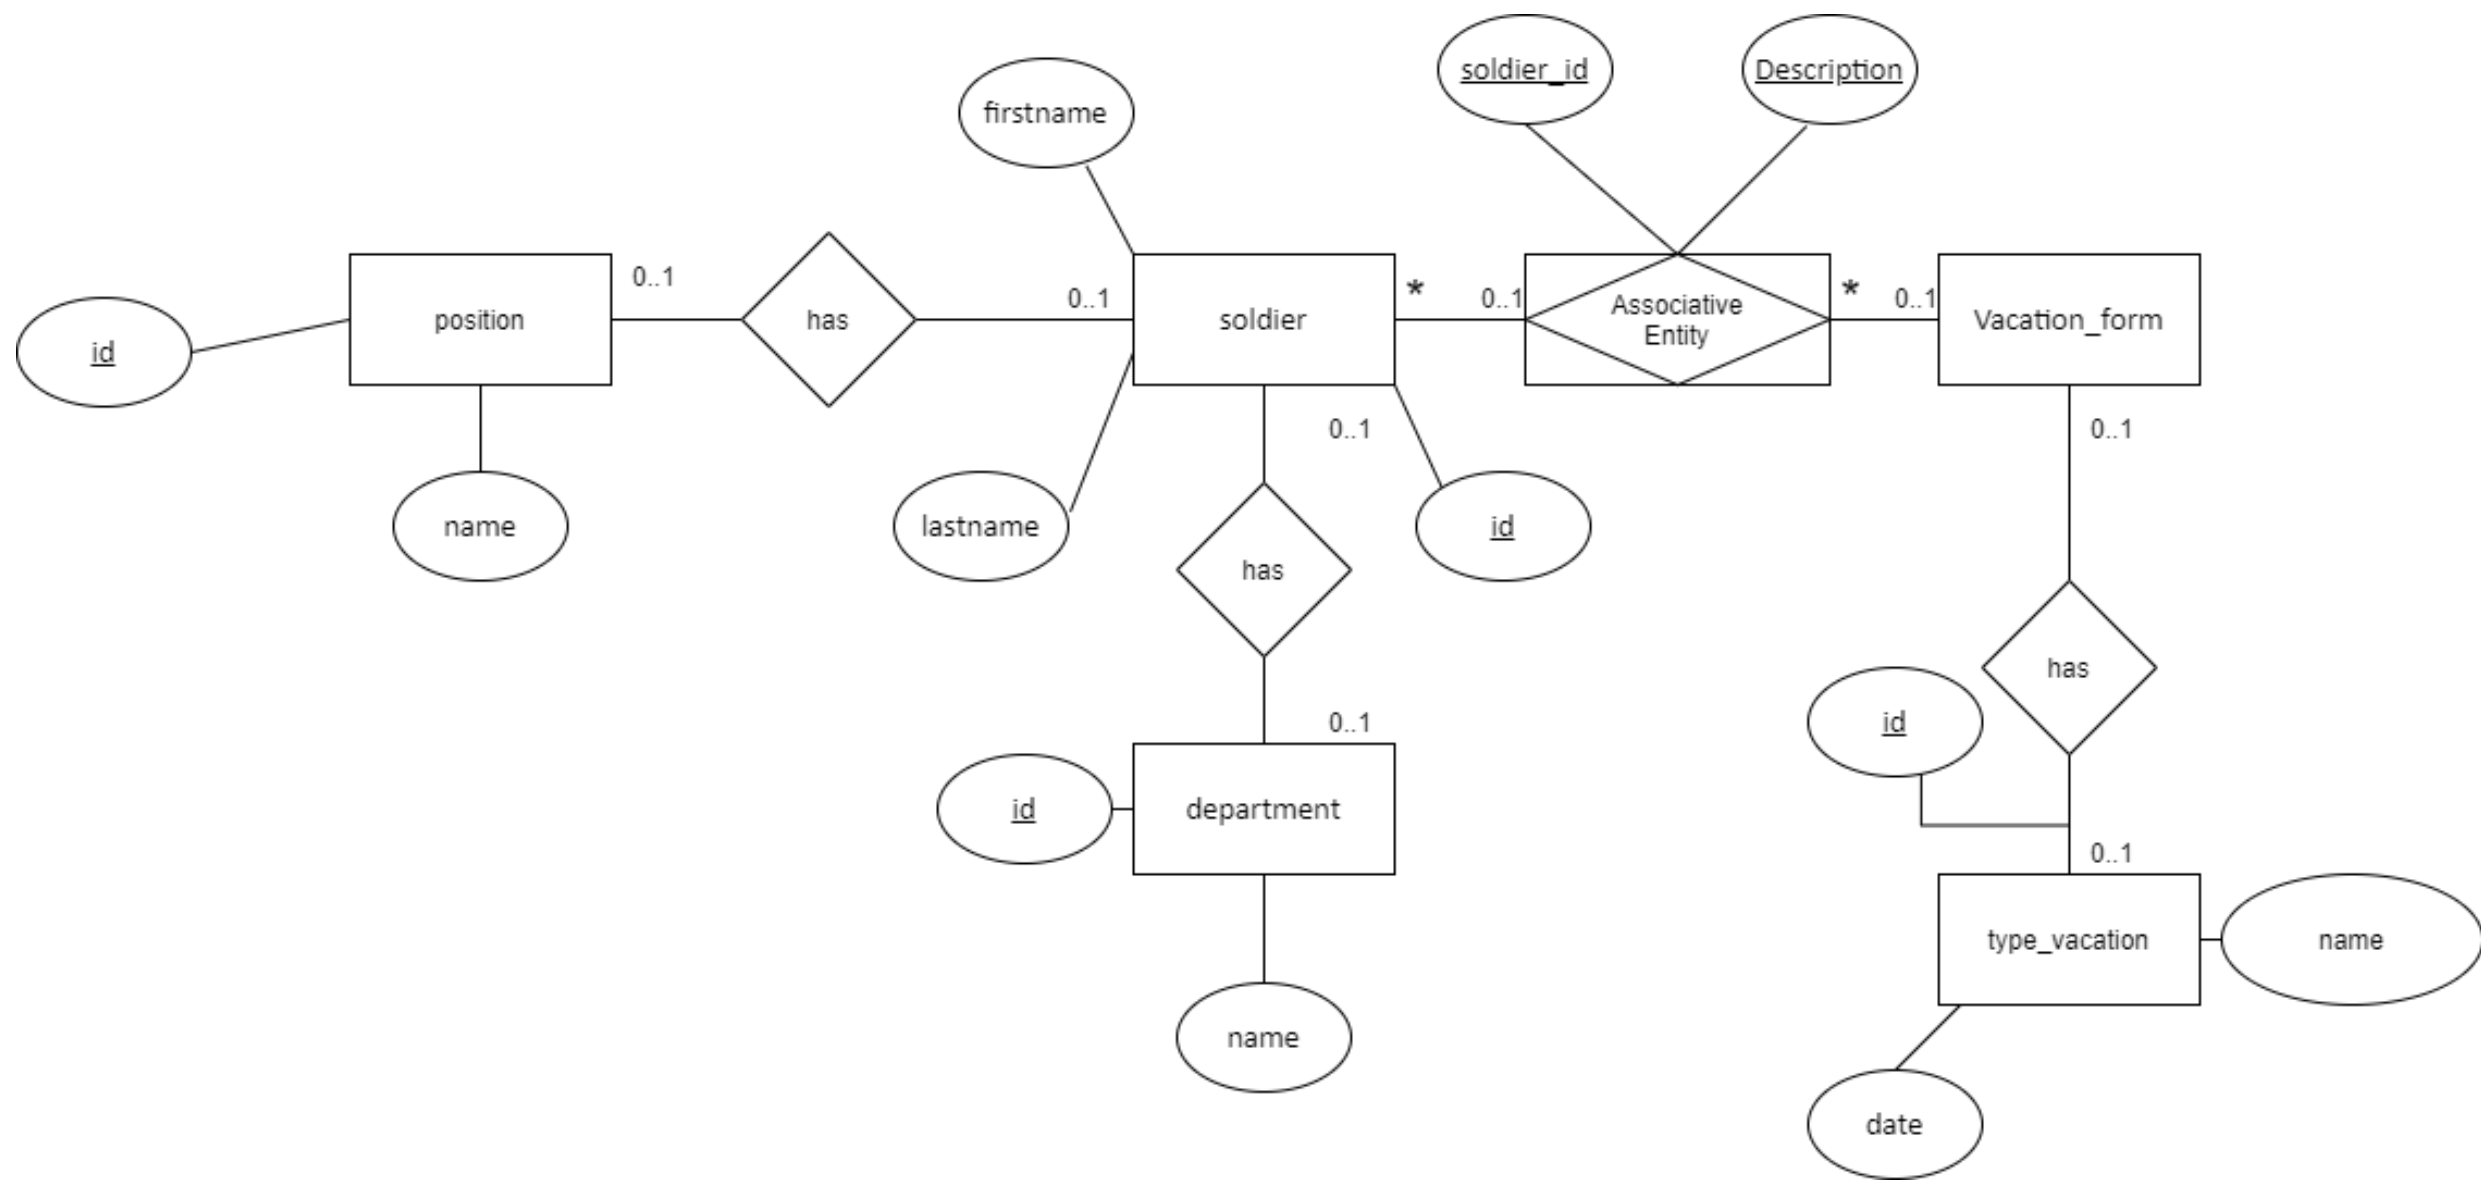 soldier_id
Description
firstname
0..1
0..1
*
0..1
*
0..1
position
has
soldier
Associative
Entity
Vacation_form
id
0..1
0..1
name
lastname
id
has
has
id
0..1
id
department
0..1
type_vacation
name
name
date